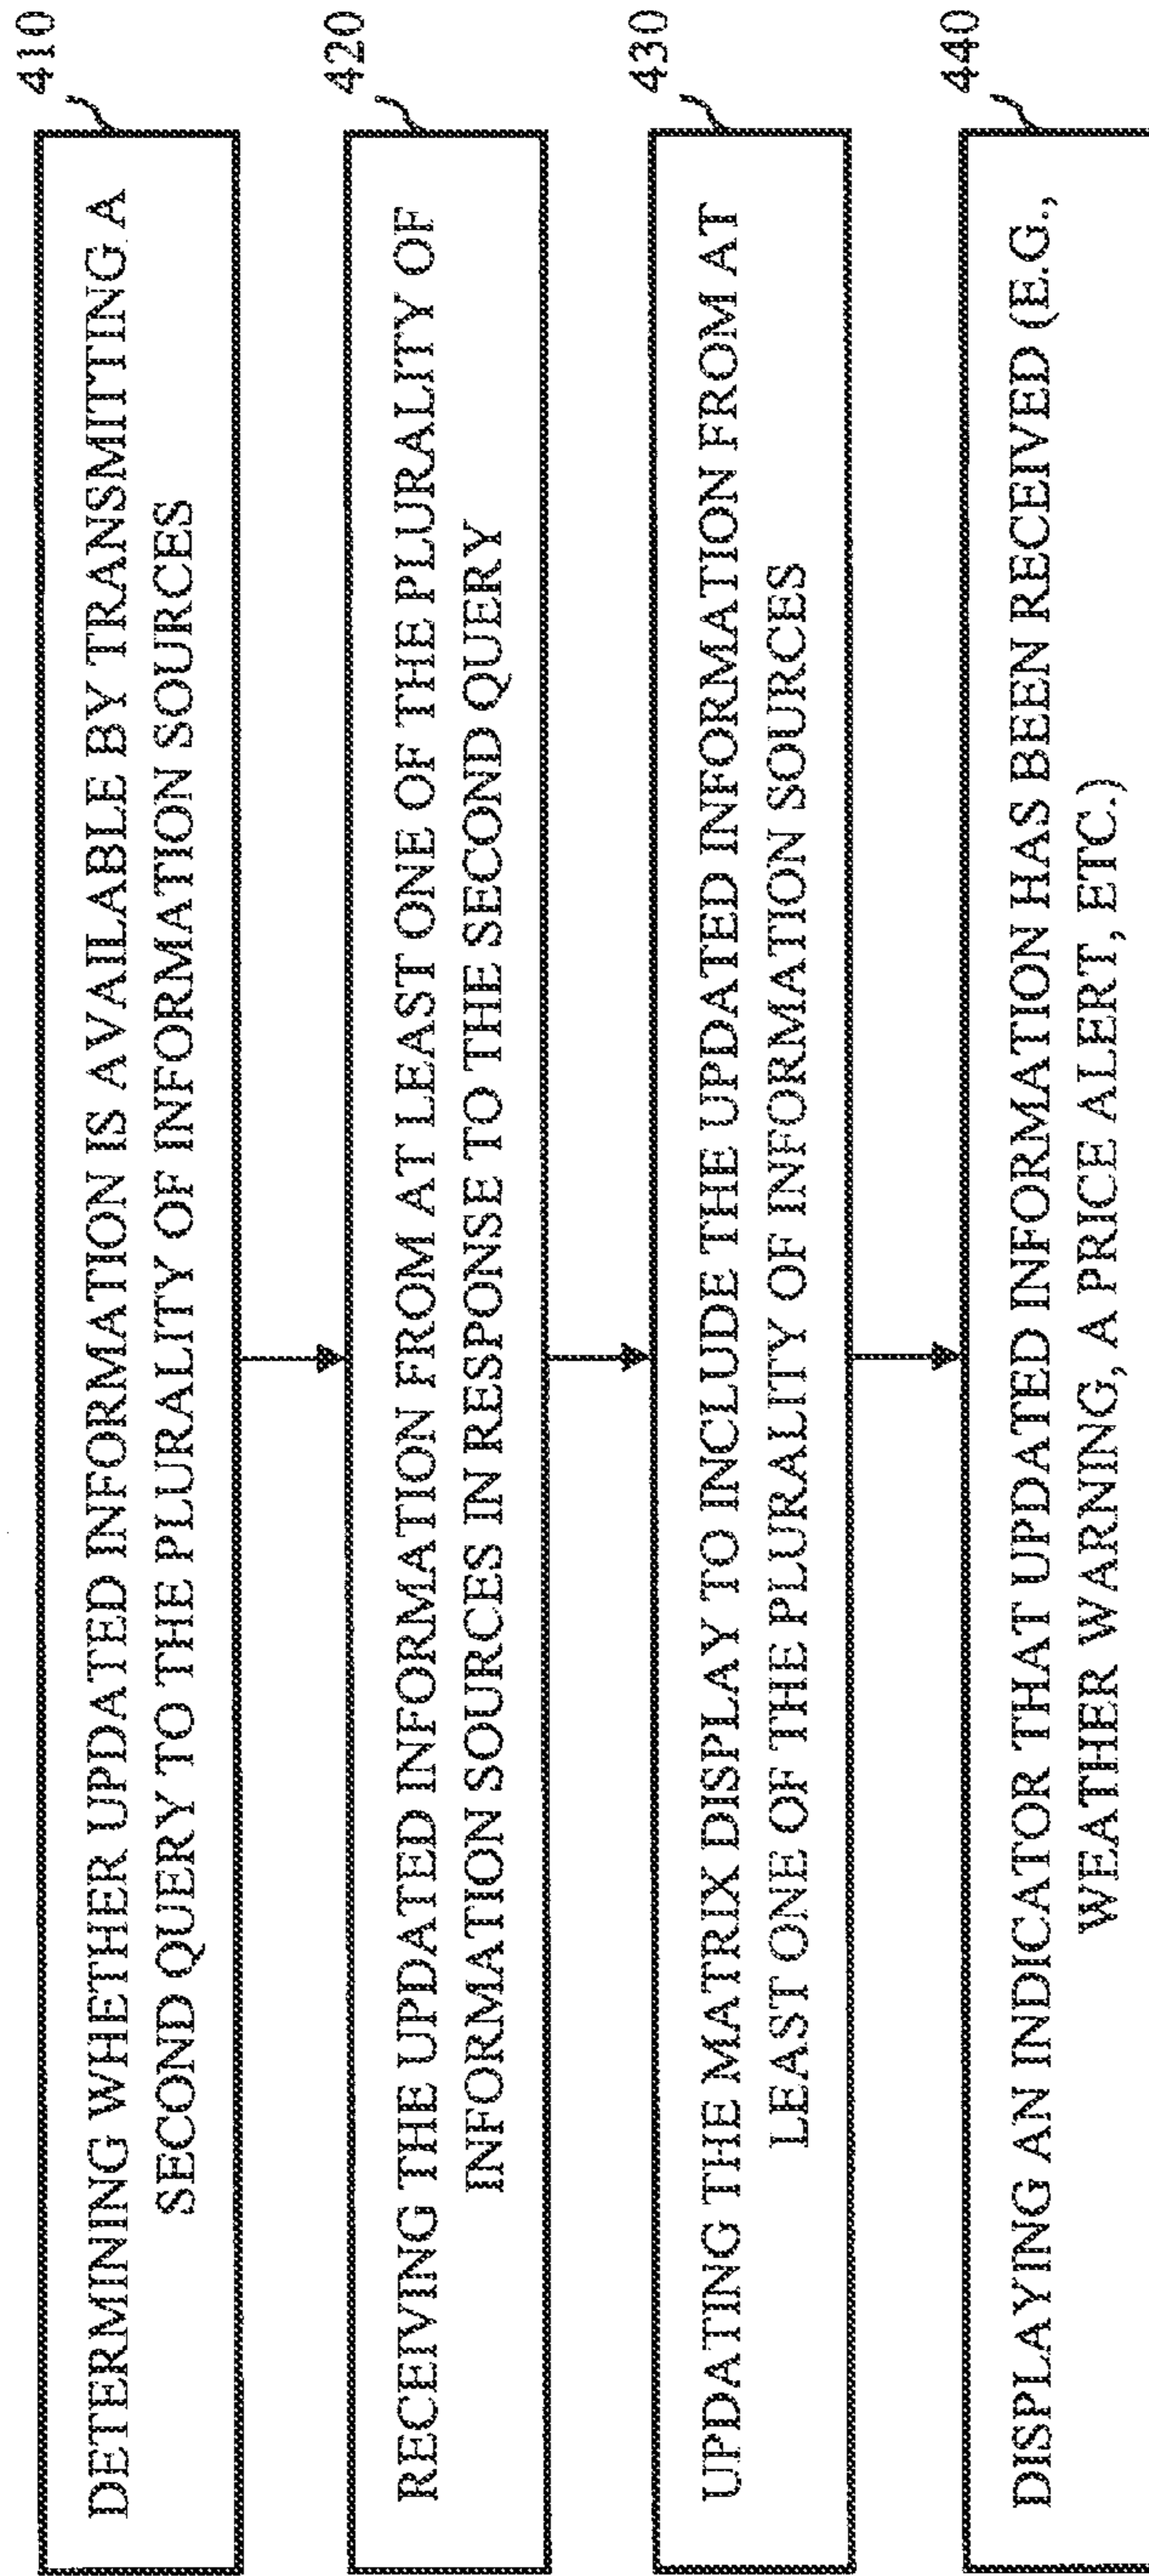 410
DETERMINING WHETHER UPDATED INFORMATION IS AVAILABLE BY TRANSMITTING A
SECOND QUERY TO THE PLURALITY OF INFORMATION SOURCES
420
RECEIVING THE UPDATED INFORMATION FROM AT LEAST ONE OF THE PLURALITY OF
INFORMATION SOURCES IN RESPONSE TO THE SECOND QUERY
430
UPDATING THE MATRIX DISPLAY TO INCLUDE THE UPDATED INFORMATION FROM AT
LEAST ONE OF THE PLURALITY OF INFORMATION SOURCES
440
DISPLAYING AN INDICATOR THAT UPDATED INFORMATION HAS BEEN RECEIVED (E.G.,
WEATHER WARNING, A PRICE ALERT, ETC.)